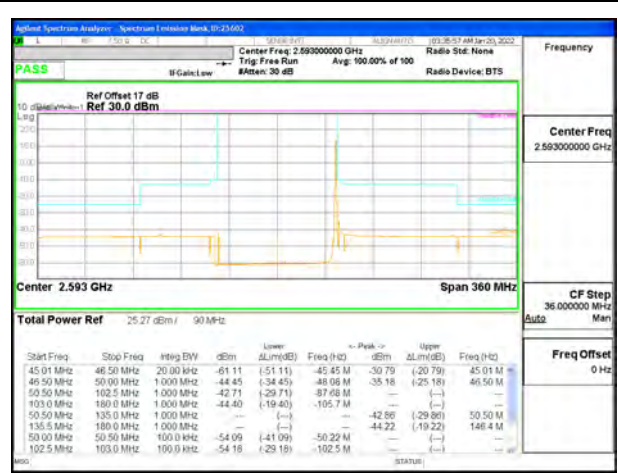 Agilent Spectrum Analyzer - Spectrum Emission Mask, ID:23602
03:35:57 AM Jan 20, 2022
Center Freq: 2.593000000 GHz
Radio Std: None
Frequency
PASS
Trig: Free Run
Avg: 100.00% of 100
IFGain:Low
#Atten: 30 dB
Radio Device: BTS
Ref Offset 17 dB
Ref 30.0 dBm
Log
Center Freq
2.593000000 GHz
Center 2.593 GHz
Span 360 MHz
CF Step
36.000000 MHz
Auto Man
Total Power Ref 25.27 dBm / 90 MHz
Lower <- Peak -> Upper
Start Freq Stop Freq Integ BW dBm ΔLim(dB) Freq (Hz) dBm ΔLim(dB) Freq (Hz)
Freq Offset
0 Hz
45.01 MHz 46.50 MHz 20.00 kHz -61.11 (-51.11) -45.45 M -30.79 (-20.79) 45.01 M
46.50 MHz 50.00 MHz 1.000 MHz -44.45 (-34.45) -48.06 M -35.18 (-25.18) 46.50 M
50.50 MHz 102.5 MHz 1.000 MHz -42.71 (-29.71) -87.68 M --- (---) ---
103.0 MHz 180.0 MHz 1.000 MHz -44.40 (-19.40) -105.7 M --- (---) ---
50.50 MHz 135.0 MHz 1.000 MHz --- (---) --- -42.86 (-29.86) 50.50 M
135.5 MHz 180.0 MHz 1.000 MHz --- (---) --- -44.22 (-19.22) 146.4 M
50.00 MHz 50.50 MHz 100.0 kHz -54.09 (-41.09) -50.22 M --- (---) ---
102.5 MHz 103.0 MHz 100.0 kHz -54.18 (-29.18) -102.5 M --- (---) ---
MSG
STATUS